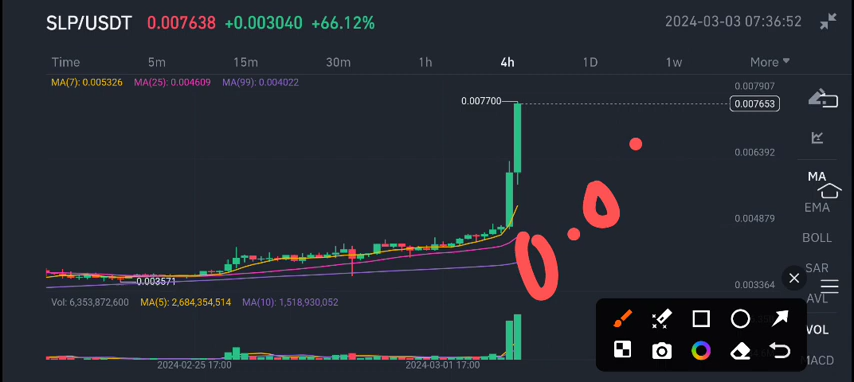 SLP/USDT 0.007638 +0.003040 +66.12% 2024-03-03 07:36:52
Time 5m 15m 30m 1h 4h 1D 1w More
MA(7): 0.005326 MA(25): 0.004609 MA(99): 0.004022
0.007907
0.007700
0.007653
0.006392
MA
EMA
0.004879
BOLL
SAR
0.003571
0.003364
AVL
Vol: 6,353,872,600 MA(5): 2,684,354,514 MA(10): 1,518,930,052
VOL
MACD
2024-02-25 17:00 2024-03-01 17:00